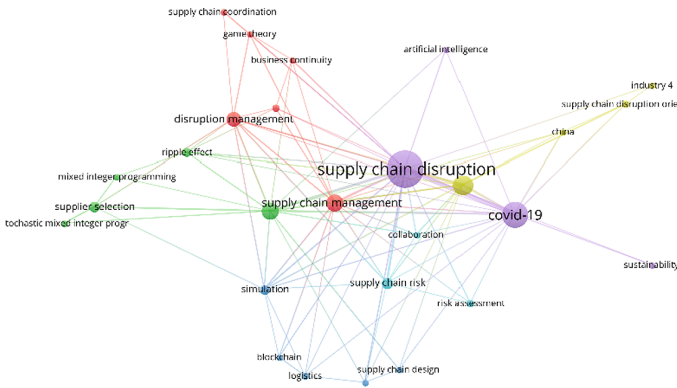 supply chain coordination
game theory
artificial intelligence
business continuity
industry 4
supply chain disruption orie
disruption management
china
ripple effect
supply chain disruption
mixed integer programming
supply chain management
supplier selection
covid-19
tochastic mixed integer progr
collaboration
sustainability
supply chain risk
simulation
risk assessment
blockchain
supply chain design
logistics